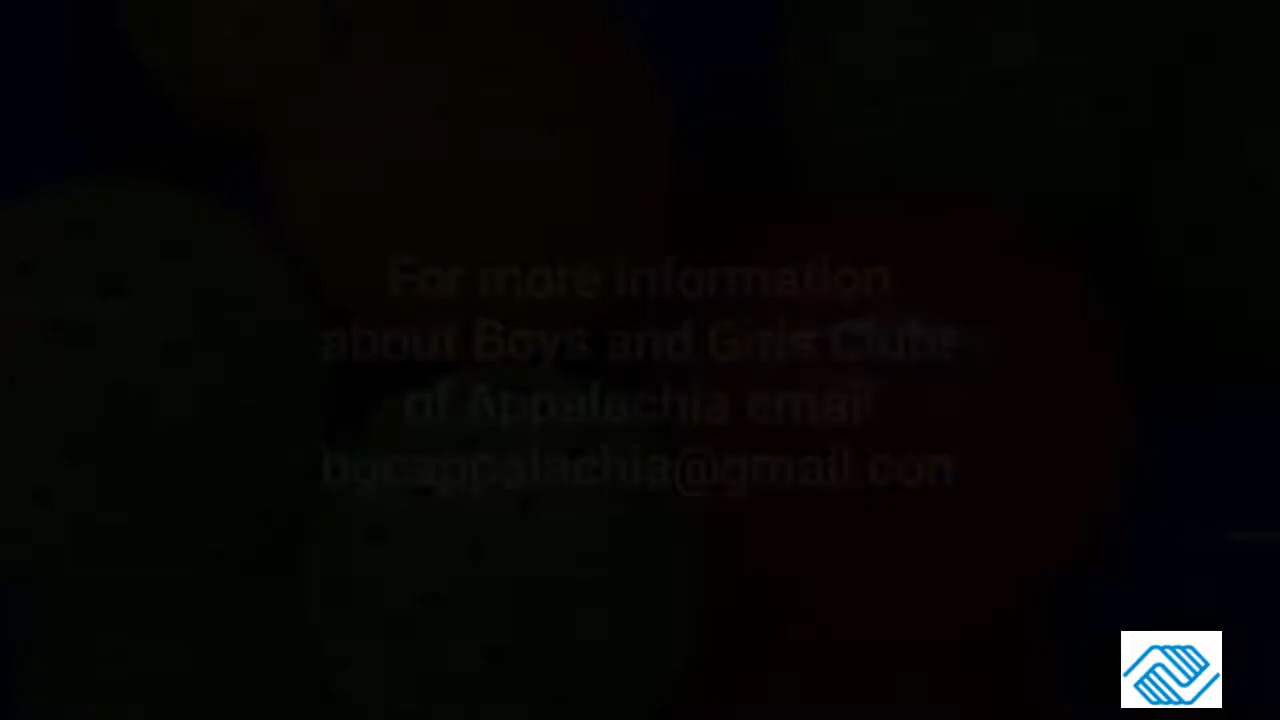 For more information
about Boys and Girls Clubs
of Appalachia email
bgcappalachia@gmail.com